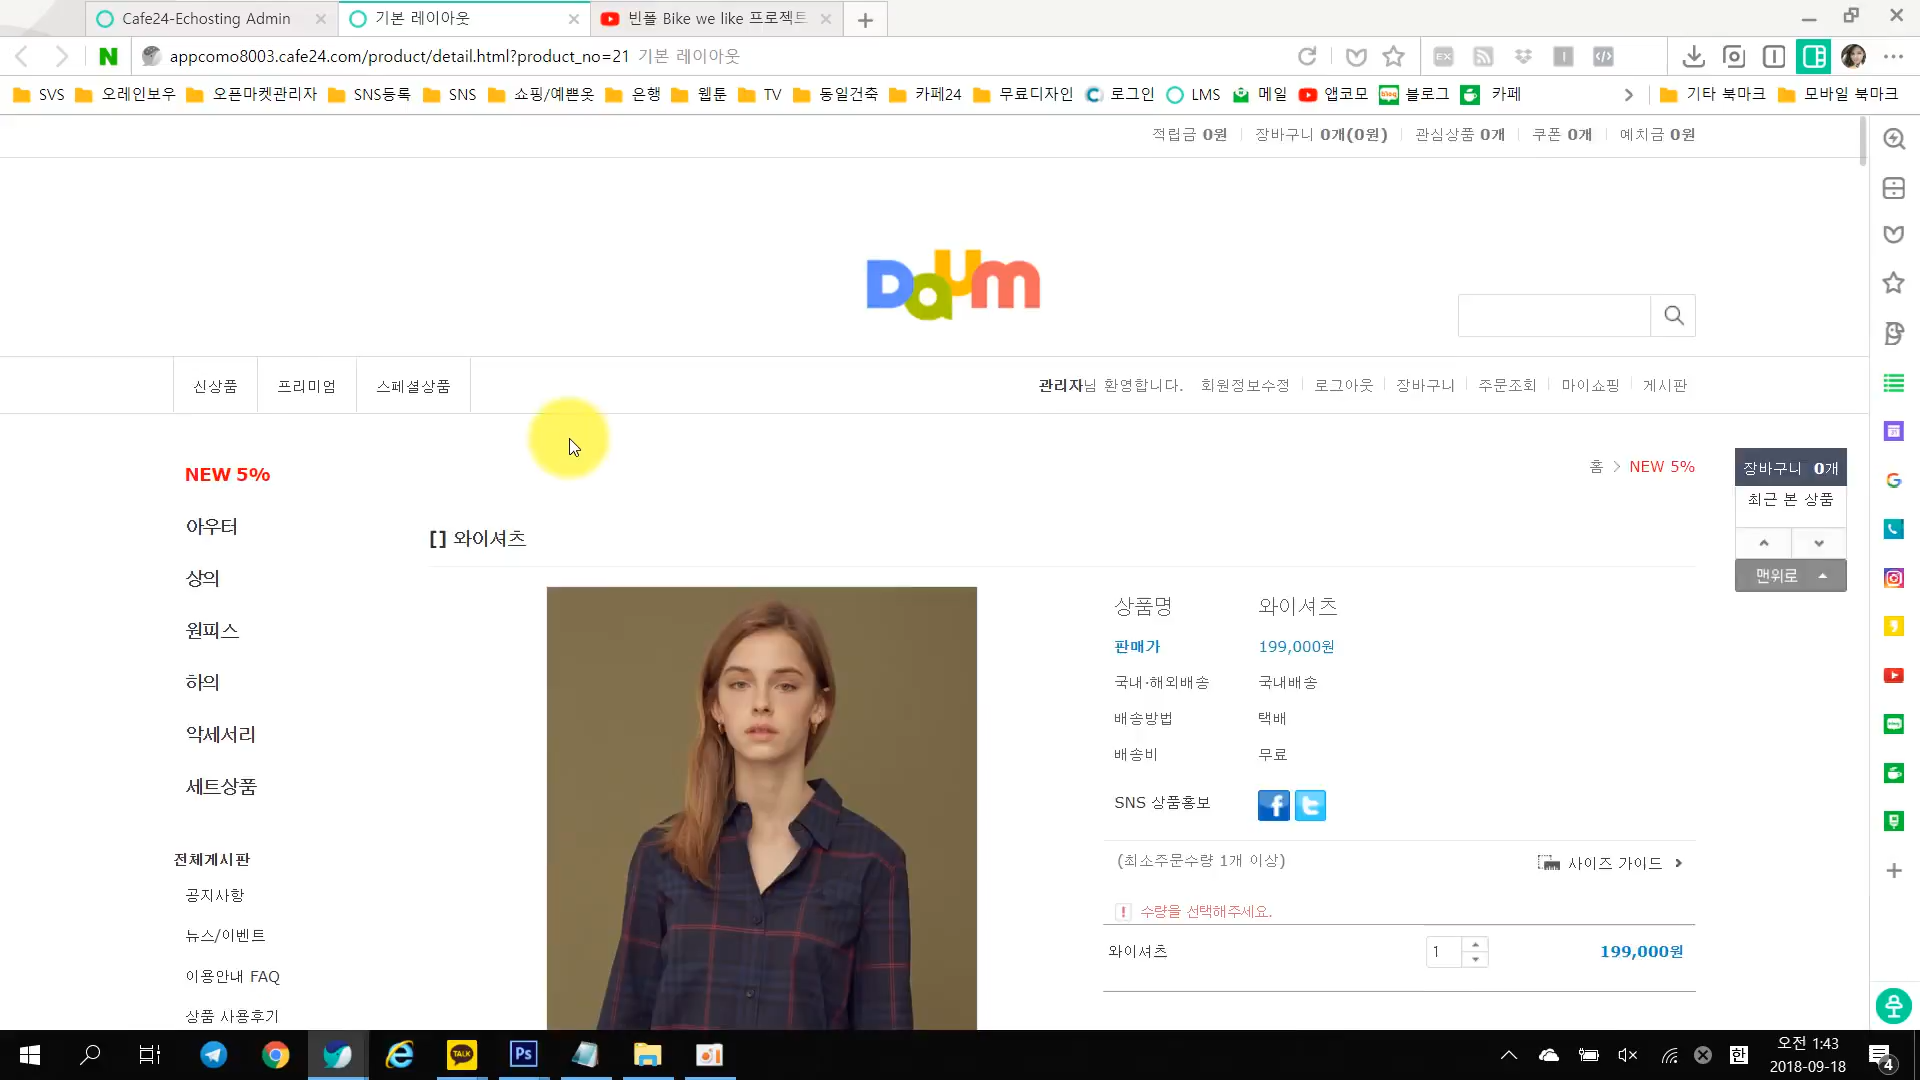 Cafe24-Echosting Admin
기본 레이아웃
빈폴 Bike we like 프로젝트
N
appcomo8003.cafe24.com/product/detail.html?product_no=21 기본 레이아웃
SVS 오레인보우 오픈마켓관리자 SNS등록 SNS 쇼핑/예쁜옷 은행 웹툰 TV 동일건축 카페24 무료디자인 로그인 LMS 메일 앱코모 블로그 카페 기타 북마크 모바일 북마크
적립금 0원 장바구니 0개(0원) 관심상품 0개 쿠폰 0개 예치금 0원
Daum
신상품 프리미엄 스페셜상품
관리자님 환영합니다. 회원정보수정 로그아웃 장바구니 주문조회 마이쇼핑 게시판
홈 > NEW 5%
NEW 5%
아우터
상의
원피스
하의
악세서리
세트상품
전체게시판
공지사항
뉴스/이벤트
이용안내 FAQ
상품 사용후기
[] 와이셔츠
상품명 와이셔츠
판매가 199,000원
국내·해외배송 국내배송
배송방법 택배
배송비 무료
SNS 상품홍보
(최소주문수량 1개 이상)
사이즈 가이드
수량을 선택해주세요.
와이셔츠 1 199,000원
장바구니 0개
최근 본 상품
맨위로
TALK
Ps
한
오전 1:43
2018-09-18
4